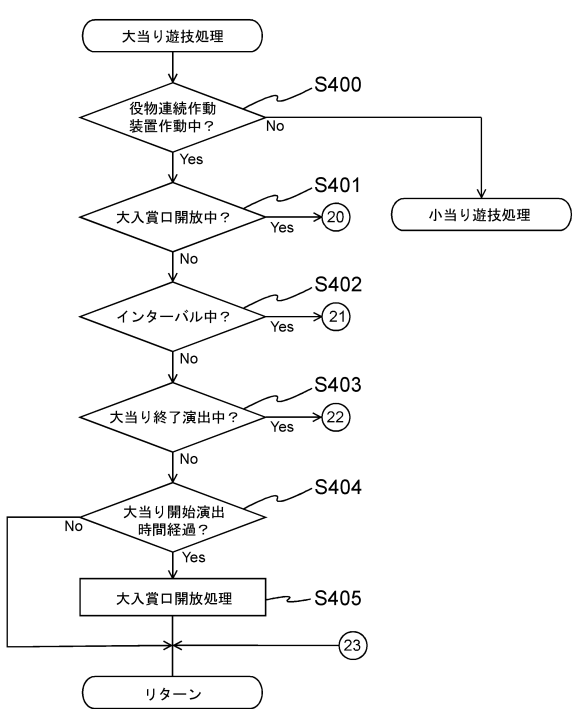 大当り遊技処理
S400
役物連続作動
装置作動中？
No
Yes
S401
大入賞口開放中？
Yes
20
小当り遊技処理
No
S402
インターバル中？
Yes
21
No
S403
大当り終了演出中？
Yes
22
No
S404
大当り開始演出
時間経過？
No
Yes
大入賞口開放処理
S405
23
リターン